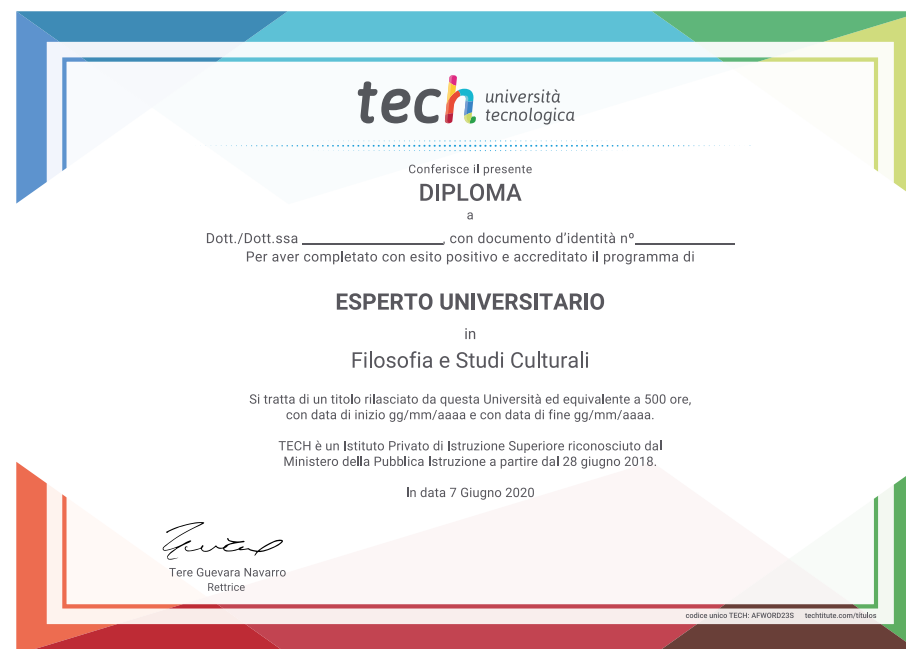 tech università
tecnologica
Conferisce il presente
DIPLOMA
a
Dott./Dott.ssa ________________, con documento d'identità nº____________
Per aver completato con esito positivo e accreditato il programma di
ESPERTO UNIVERSITARIO
in
Filosofia e Studi Culturali
Si tratta di un titolo rilasciato da questa Università ed equivalente a 500 ore,
con data di inizio gg/mm/aaaa e con data di fine gg/mm/aaaa.
TECH è un Istituto Privato di Istruzione Superiore riconosciuto dal
Ministero della Pubblica Istruzione a partire dal 28 giugno 2018.
In data 7 Giugno 2020
Tere Guevara Navarro
Rettrice
codice unico TECH: AFWORD23S techtitute.com/titulos